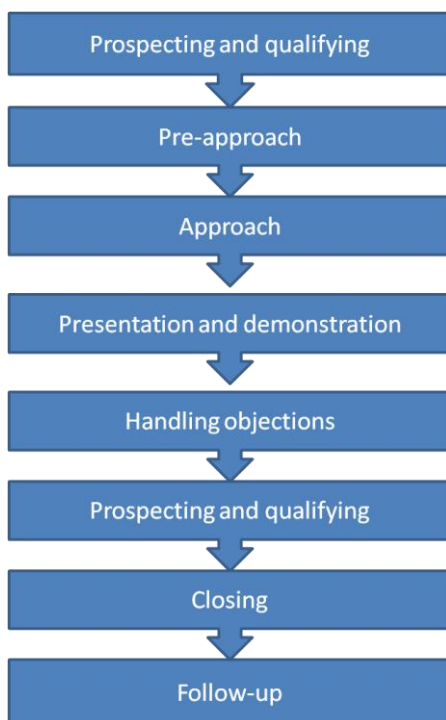 Prospecting and qualifying
Pre-approach
Approach
Presentation and demonstration
Handling objections
Prospecting and qualifying
Closing
Follow-up